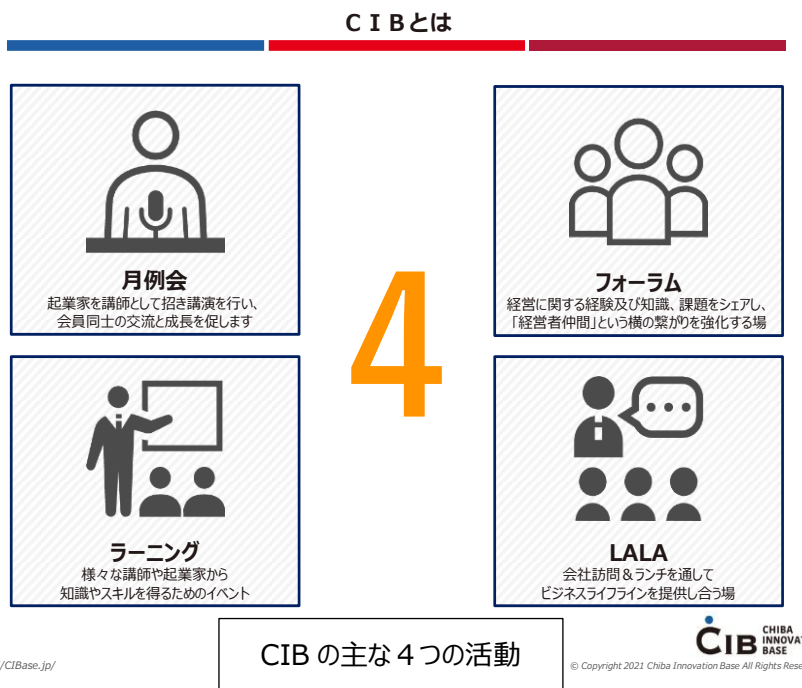 ＣＩＢとは
月例会
起業家を講師として招き講演を行い、
会員同士の交流と成長を促します
フォーラム
経営に関する経験及び知識、課題をシェアし、
「経営者仲間」という横の繋がりを強化する場
4
ラーニング
様々な講師や起業家から
知識やスキルを得るためのイベント
LALA
会社訪問＆ランチを通して
ビジネスライフラインを提供し合う場
CIB の主な４つの活動
/CIBase.jp/
CIB CHIBA
INNOVAT
BASE
© Copyright 2021 Chiba Innovation Base All Rights Rese